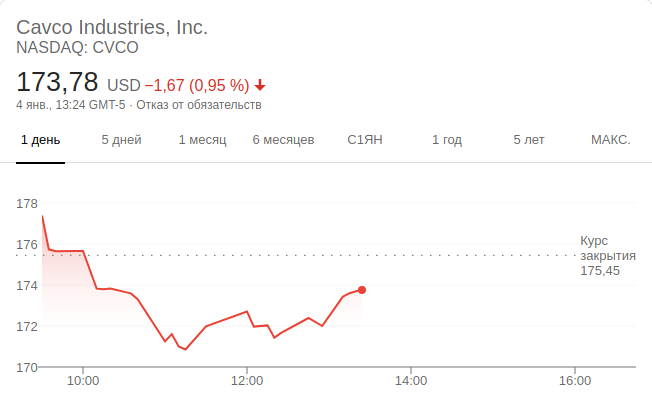 Cavco Industries, Inc.
NASDAQ: CVCO
173,78 USD −1,67 (0,95 %)
4 янв., 13:24 GMT-5 · Отказ от обязательств
1 день 5 дней 1 месяц 6 месяцев С1ЯН 1 год 5 лет МАКС.
178
176
174
172
170
Курс
закрытия
175,45
10:00 12:00 14:00 16:00